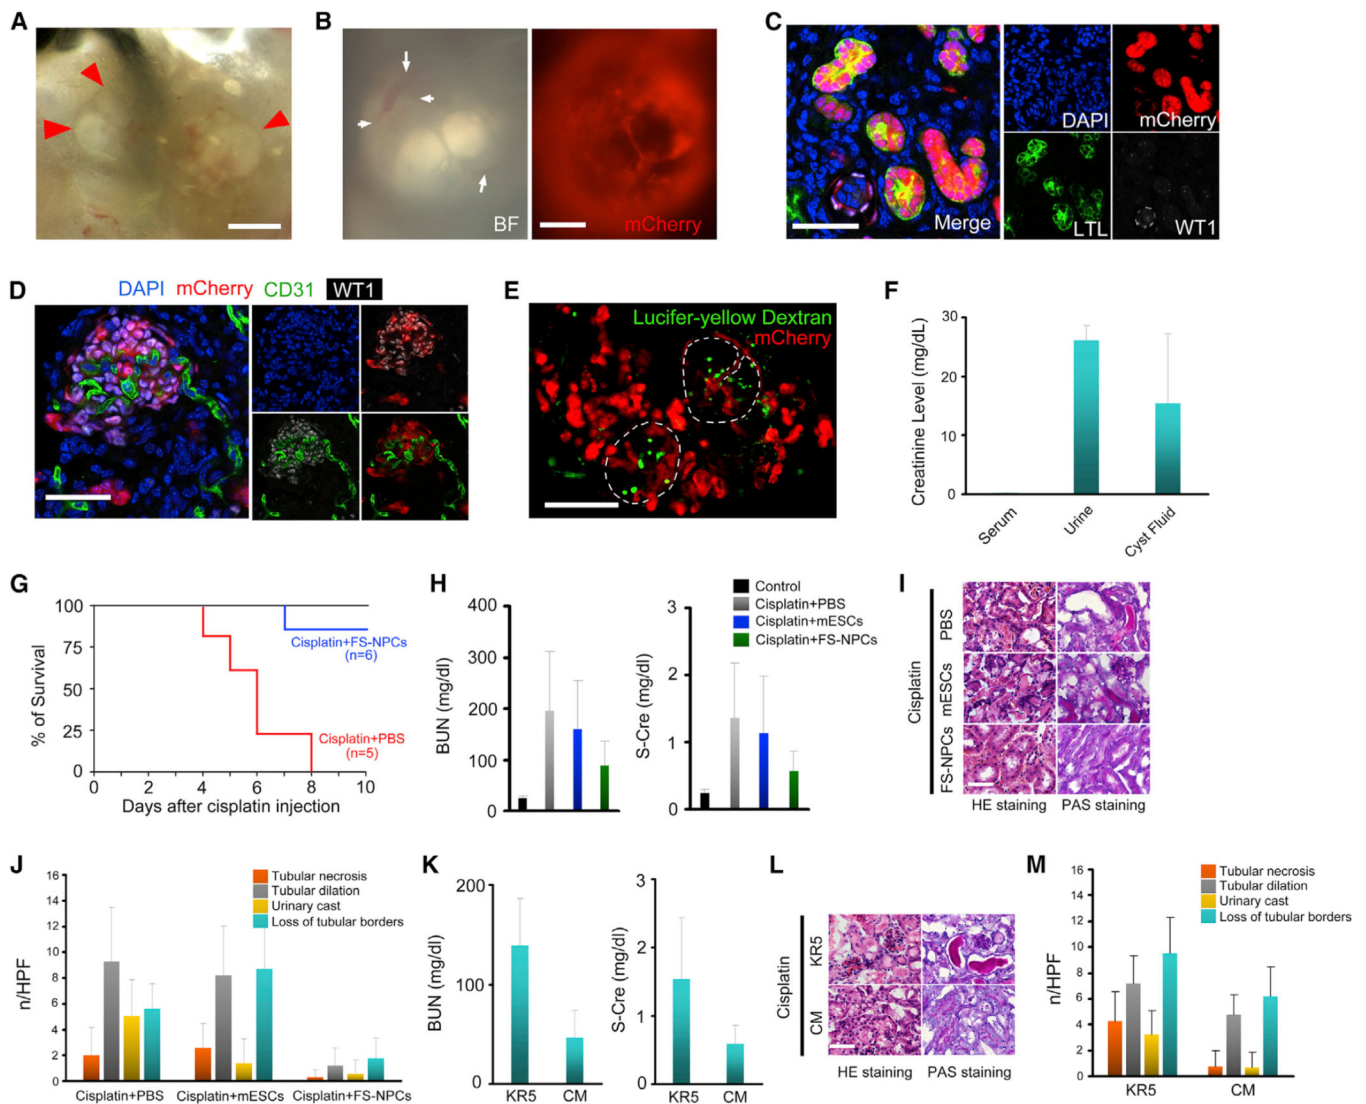 A
B
BF
mCherry
C
Merge
DAPI
mCherry
LTL
WT1
D
DAPI mCherry CD31 WT1
E
Lucifer-yellow Dextran
mCherry
F
Creatinine Level (mg/dL)
30
20
10
0
Serum
Urine
Cyst Fluid
G
% of Survival
100
75
50
25
0
Cisplatin+FS-NPCs
(n=6)
Cisplatin+PBS
(n=5)
0 2 4 6 8 10
Days after cisplatin injection
H
Control
Cisplatin+PBS
Cisplatin+mESCs
Cisplatin+FS-NPCs
BUN (mg/dl)
400
300
200
100
0
S-Cre (mg/dl)
3
2
1
0
I
Cisplatin
PBS
mESCs
FS-NPCs
HE staining PAS staining
J
n/HPF
16
14
12
10
8
6
4
2
0
Tubular necrosis
Tubular dilation
Urinary cast
Loss of tubular borders
Cisplatin+PBS Cisplatin+mESCs Cisplatin+FS-NPCs
K
BUN (mg/dl)
200
100
0
KR5 CM
S-Cre (mg/dl)
3
2
1
0
KR5 CM
L
Cisplatin
KR5
CM
HE staining PAS staining
M
n/HPF
16
14
12
10
8
6
4
2
0
Tubular necrosis
Tubular dilation
Urinary cast
Loss of tubular borders
KR5 CM